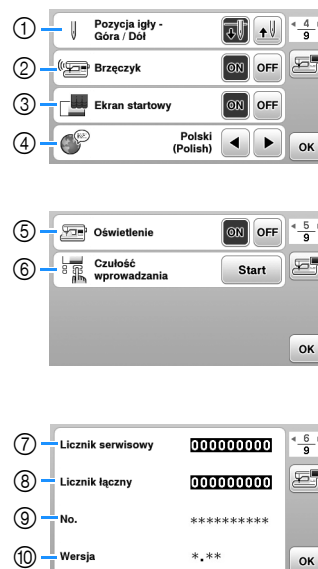 ① Pozycja igły -
Góra / Dół
4
9
② Brzęczyk ON OFF
③ Ekran startowy ON OFF
④ Polski
(Polish)
OK
⑤ Oświetlenie ON OFF
5
9
⑥ Czułość
wprowadzania
Start
OK
⑦ Licznik serwisowy 000000000
6
9
⑧ Licznik łączny 000000000
⑨ No. **********
⑩ Wersja *.**
OK